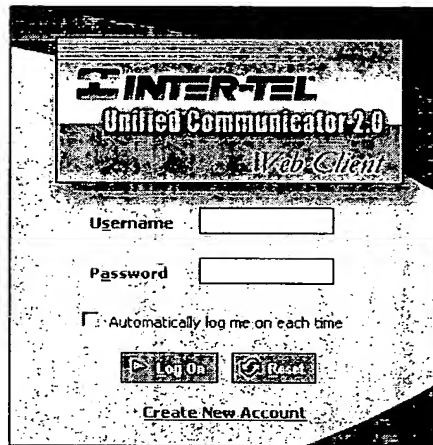 INTER-TEL
Unified Communicator 2.0
Web Client
Username
Password
Automatically log me on each time
Log On Reset
Create New Account